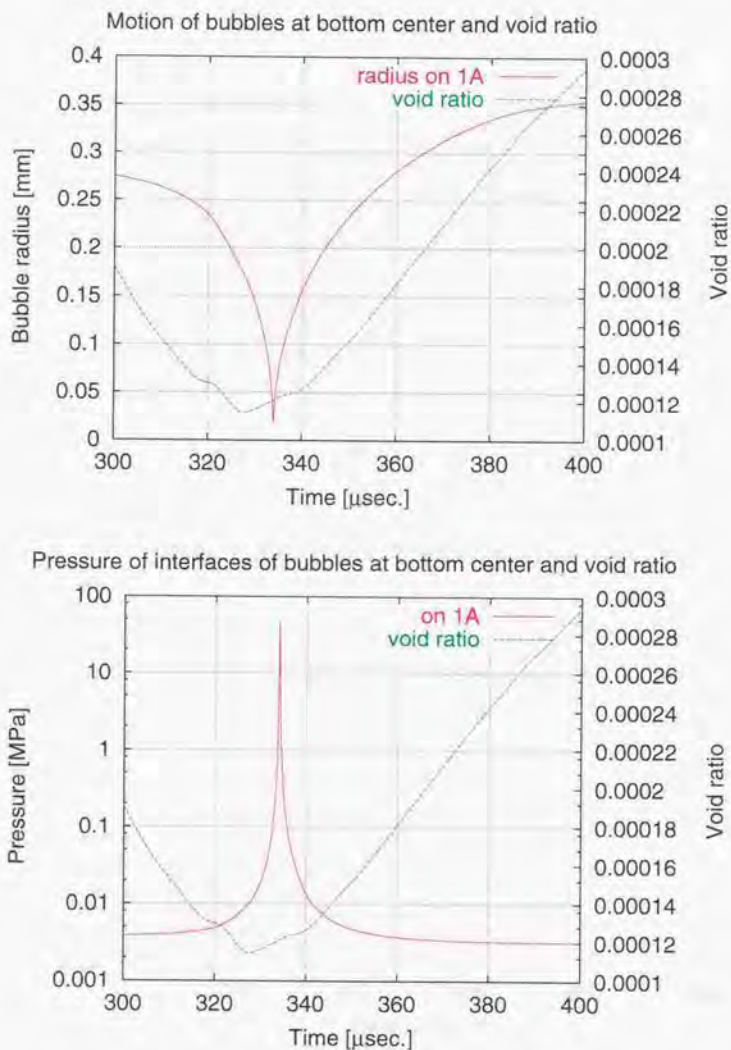 Motion of bubbles at bottom center and void ratio
0.4
0.35
0.3
0.25
0.2
0.15
0.1
0.05
0
Bubble radius [mm]
radius on 1A
void ratio
0.0003
0.00028
0.00026
0.00024
0.00022
0.0002
0.00018
0.00016
0.00014
0.00012
0.0001
Void ratio
300 320 340 360 380 400
Time [μsec.]
Pressure of interfaces of bubbles at bottom center and void ratio
100
10
1
0.1
0.01
0.001
Pressure [MPa]
on 1A
void ratio
0.0003
0.00028
0.00026
0.00024
0.00022
0.0002
0.00018
0.00016
0.00014
0.00012
0.0001
Void ratio
300 320 340 360 380 400
Time [μsec.]